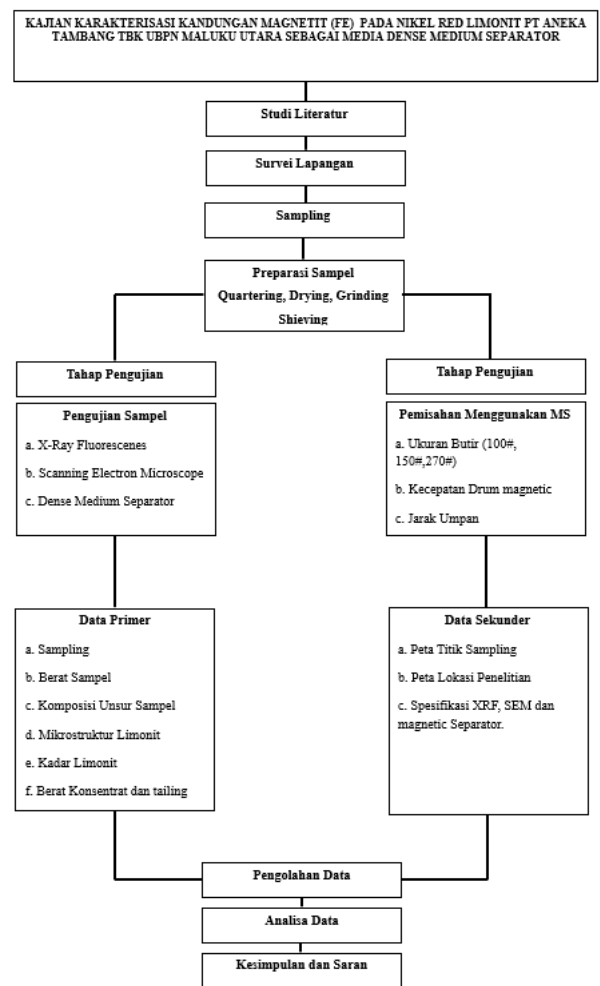 KAJIAN KARAKTERISASI KANDUNGAN MAGNETIT (FE) PADA NIKEL RED LIMONIT PT ANEKA
TAMBANG TBK UBPN MALUKU UTARA SEBAGAI MEDIA DENSE MEDIUM SEPARATOR
Studi Literatur
Survei Lapangan
Sampling
Preparasi Sampel
Quartering, Drying, Grinding
Shieving
Tahap Pengujian
Pengujian Sampel
a. X-Ray Fluorescenes
b. Scanning Electron Microscope
c. Dense Medium Separator
Tahap Pengujian
Pemisahan Menggunakan MS
a. Ukuran Butir (100#,
150#,270#)
b. Kecepatan Drum magnetic
c. Jarak Umpan
Data Primer
a. Sampling
b. Berat Sampel
c. Komposisi Unsur Sampel
d. Mikrostruktur Limonit
e. Kadar Limonit
f. Berat Konsentrat dan tailing
Data Sekunder
a. Peta Titik Sampling
b. Peta Lokasi Penelitian
c. Spesifikasi XRF, SEM dan
magnetic Separator.
Pengolahan Data
Analisa Data
Kesimpulan dan Saran